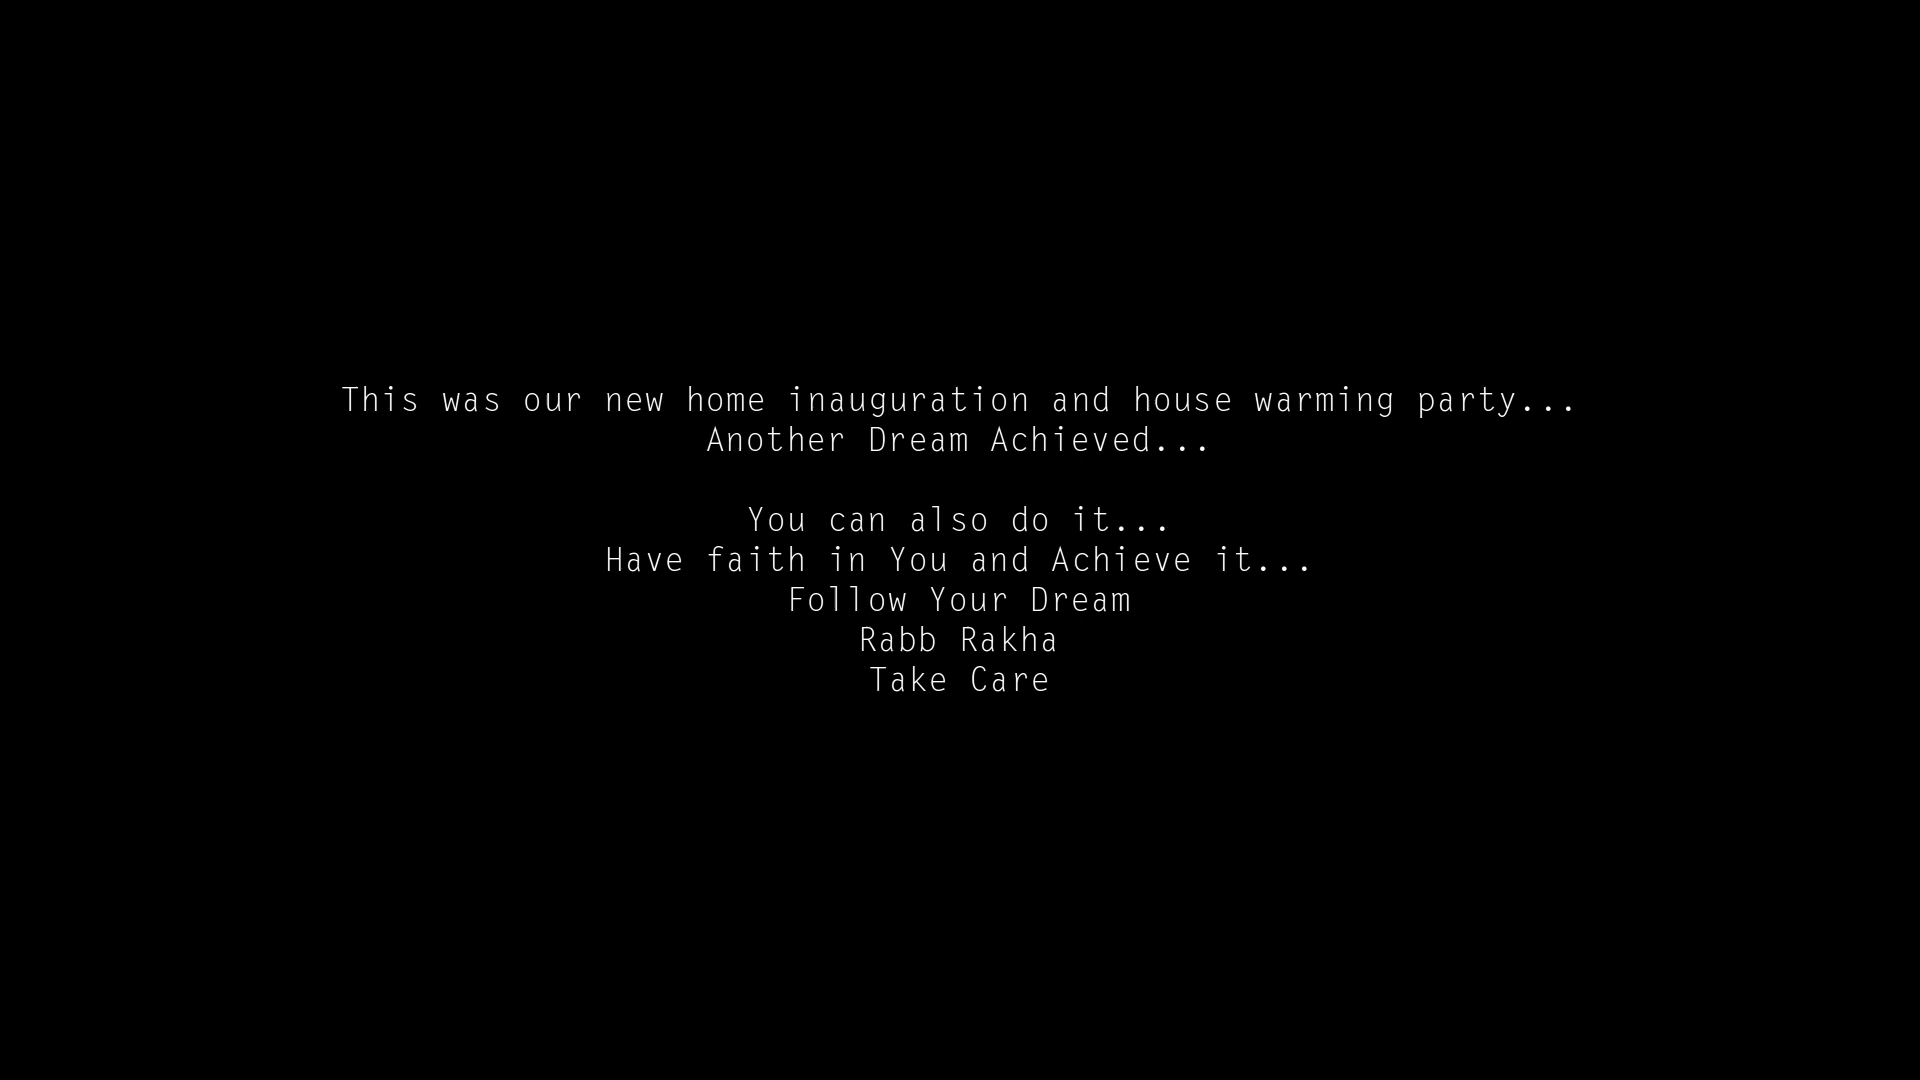 This was our new home inauguration and house warming party...
Another Dream Achieved...
You can also do it...
Have faith in You and Achieve it...
Follow Your Dream
Rabb Rakha
Take Care